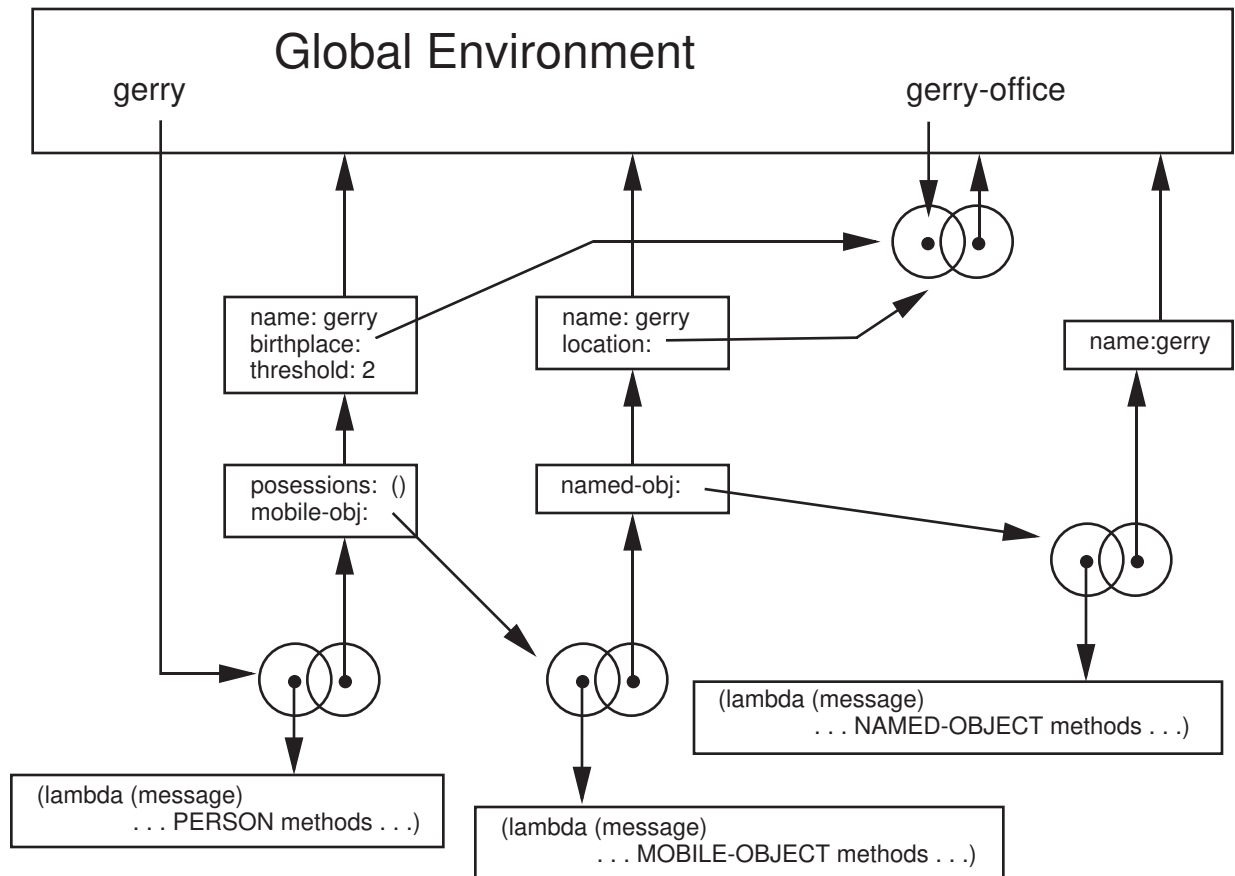 Global Environment
gerry
gerry-office
name: gerry
birthplace:
threshold: 2
name: gerry
location:
name:gerry
posessions: ()
mobile-obj:
named-obj:
(lambda (message)
. . . NAMED-OBJECT methods . . .)
(lambda (message)
. . . PERSON methods . . .)
(lambda (message)
. . . MOBILE-OBJECT methods . . .)